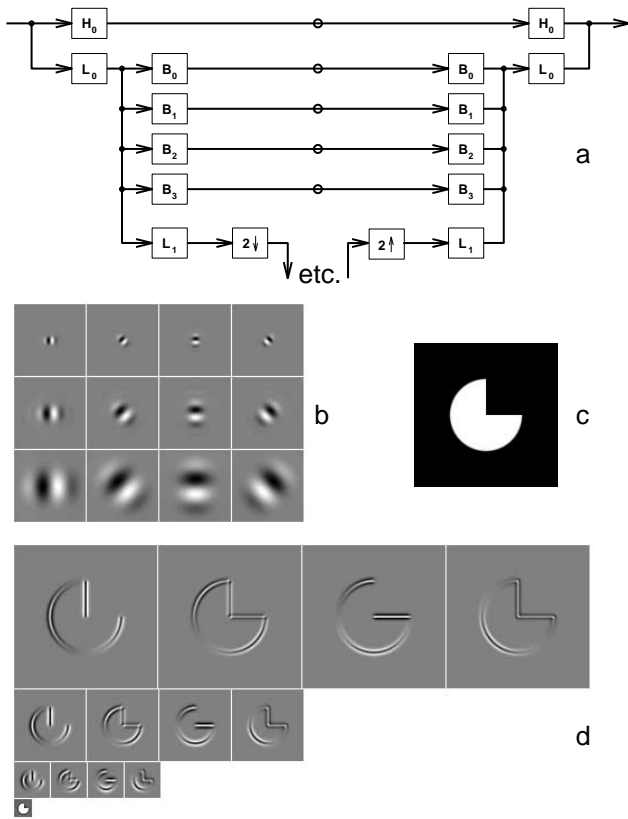 H0 H0
L0 B0 B0 L0
B1 B1
B2 B2
B3 B3
L1 2↓ etc. 2↑ L1
a
b
c
d